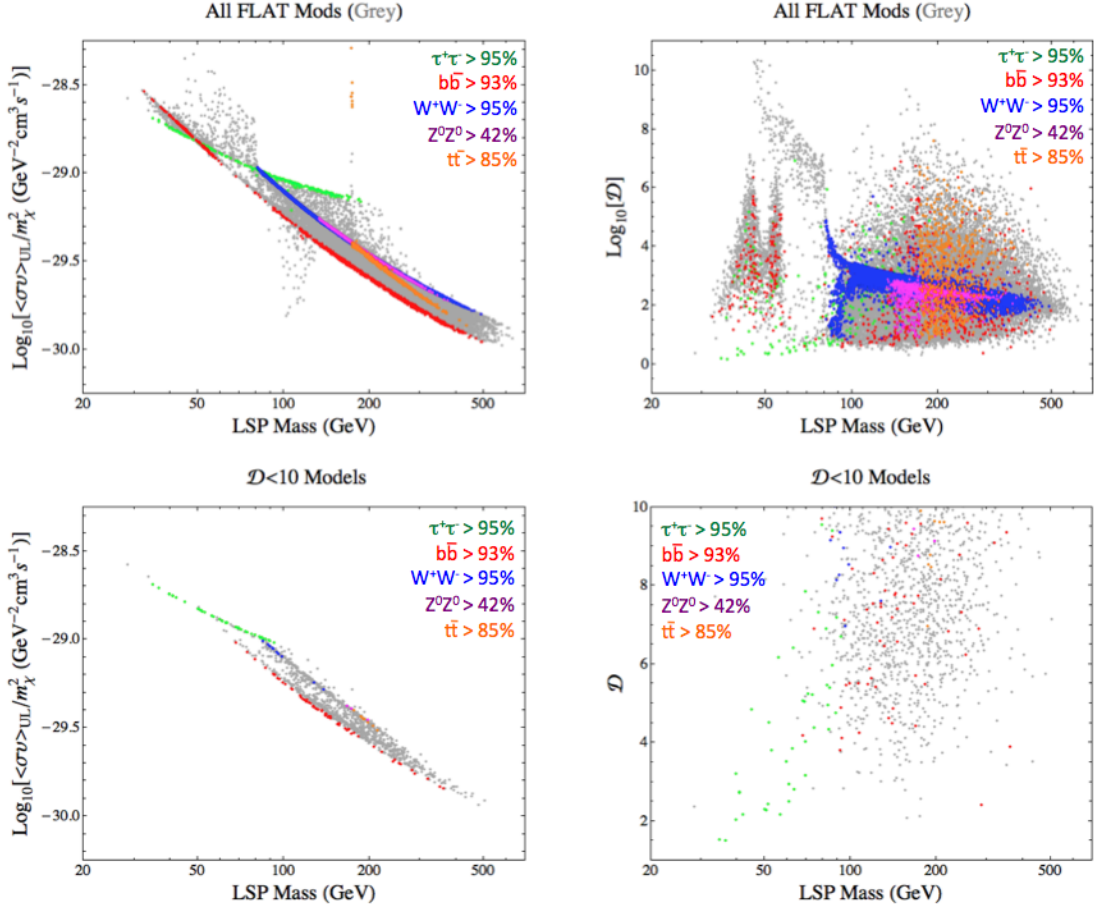 All FLAT Mods (Grey)
Log₁₀[<σv>_UL/m²_χ (GeV⁻²cm³s⁻¹)]
τ⁺τ⁻ > 95%
bb̅ > 93%
W⁺W⁻ > 95%
Z⁰Z⁰ > 42%
tt̅ > 85%
−28.5
−29.0
−29.5
−30.0
20 50 100 200 500
LSP Mass (GeV)
All FLAT Mods (Grey)
Log₁₀[𝒟]
τ⁺τ⁻ > 95%
bb̅ > 93%
W⁺W⁻ > 95%
Z⁰Z⁰ > 42%
tt̅ > 85%
10
8
6
4
2
0
20 50 100 200 500
LSP Mass (GeV)
𝒟<10 Models
Log₁₀[<σv>_UL/m²_χ (GeV⁻²cm³s⁻¹)]
τ⁺τ⁻ > 95%
bb̅ > 93%
W⁺W⁻ > 95%
Z⁰Z⁰ > 42%
tt̅ > 85%
−28.5
−29.0
−29.5
−30.0
20 50 100 200 500
LSP Mass (GeV)
𝒟<10 Models
𝒟
τ⁺τ⁻ > 95%
bb̅ > 93%
W⁺W⁻ > 95%
Z⁰Z⁰ > 42%
tt̅ > 85%
10
8
6
4
2
20 50 100 200 500
LSP Mass (GeV)